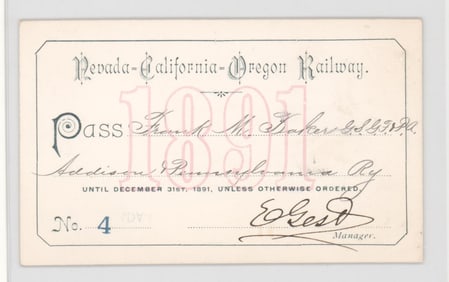 Nevada-California-Oregon Railway.
1891
Pass Frank M. Baker G.S.G.F.&P.A.
Addison & Pennsylvania Ry
UNTIL DECEMBER 31ST. 1891, UNLESS OTHERWISE ORDERED.
No. 4 E Gest
Manager.